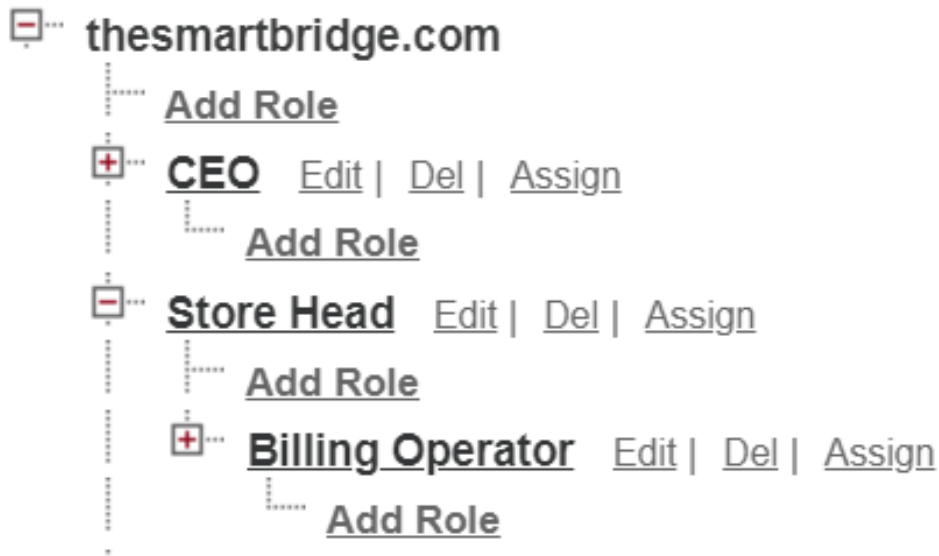 thesmartbridge.com
Add Role
CEO Edit | Del | Assign
Add Role
Store Head Edit | Del | Assign
Add Role
Billing Operator Edit | Del | Assign
Add Role